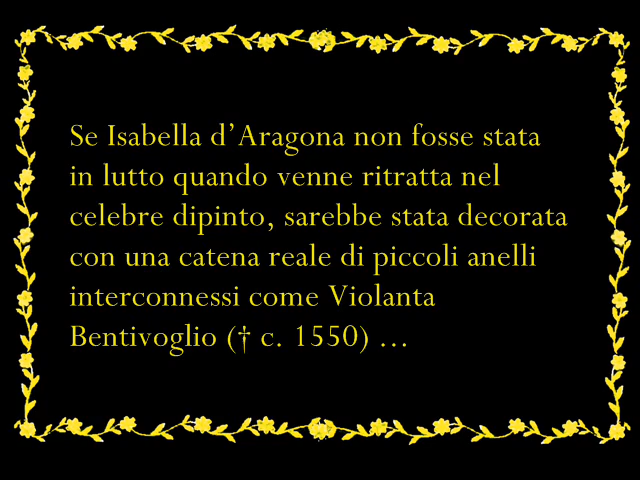 Se Isabella d’Aragona non fosse stata
in lutto quando venne ritratta nel
celebre dipinto, sarebbe stata decorata
con una catena reale di piccoli anelli
interconnessi come Violanta
Bentivoglio († c. 1550) ...